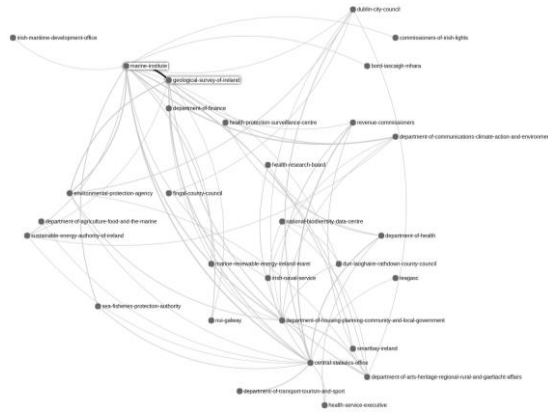 dublin-city-council
irish-maritime-development-office
commissioners-of-irish-lights
marine-institute
bord-iascaigh-mhara
geological-survey-of-ireland
department-of-finance
health-protection-surveillance-centre
revenue-commissioners
department-of-communications-climate-action-and-environment
health-research-board
environmental-protection-agency
fingal-county-council
department-of-agriculture-food-and-the-marine
national-biodiversity-data-centre
sustainable-energy-authority-of-ireland
department-of-health
marine-renewable-energy-ireland-marei
dun-laoghaire-rathdown-county-council
irish-naval-service
teagasc
sea-fisheries-protection-authority
nui-galway
department-of-housing-planning-community-and-local-government
smartbay-ireland
central-statistics-office
department-of-arts-heritage-regional-rural-and-gaeltacht-affairs
department-of-transport-tourism-and-sport
health-service-executive